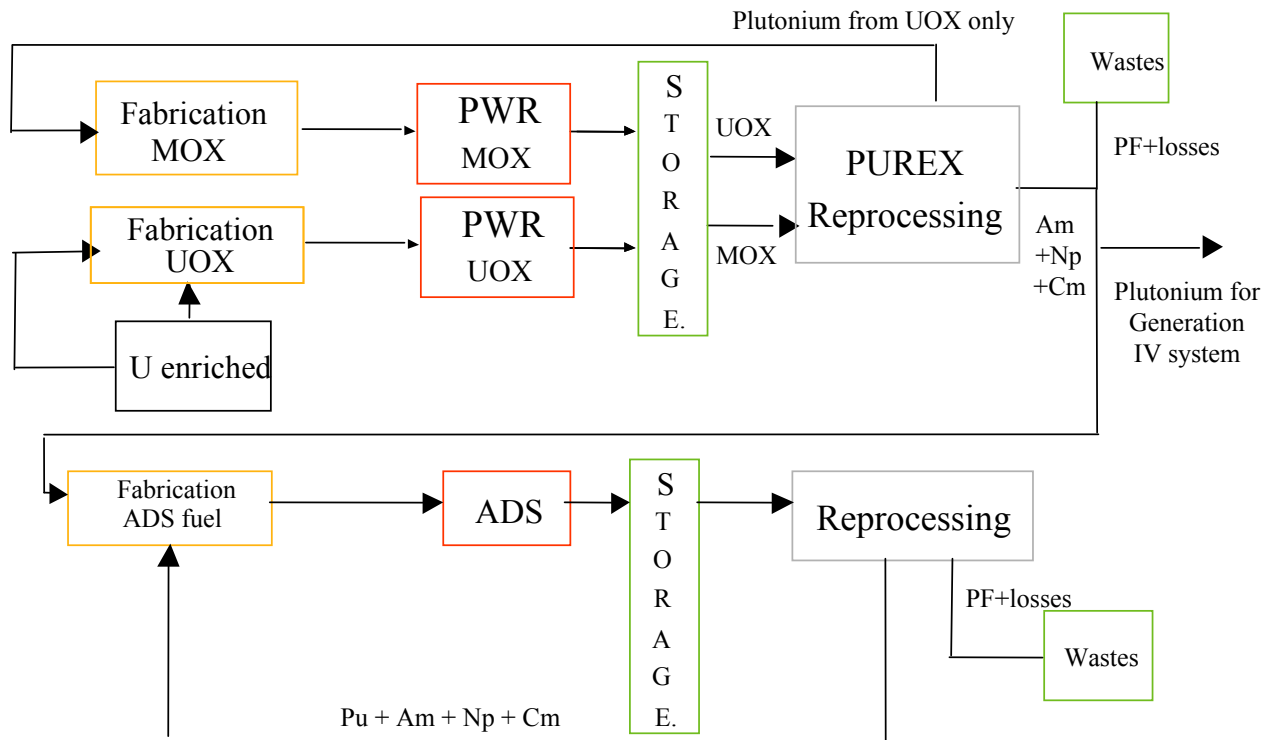 Plutonium from UOX only
Wastes
Fabrication
MOX
PWR
MOX
STORAGE.
UOX
MOX
PUREX
Reprocessing
PF+losses
Fabrication
UOX
PWR
UOX
Am
+Np
+Cm
Plutonium for
Generation
IV system
U enriched
Fabrication
ADS fuel
ADS
STORAGE.
Reprocessing
PF+losses
Wastes
Pu + Am + Np + Cm